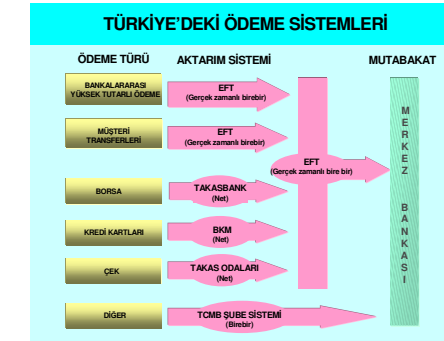 TÜRKİYE'DEKİ ÖDEME SİSTEMLERİ
ÖDEME TÜRÜ
AKTARIM SİSTEMİ
MUTABAKAT
BANKALARARASI
YÜKSEK TUTARLI ÖDEME
EFT
(Gerçek zamanlı birebir)
MÜŞTERİ
TRANSFERLERİ
EFT
(Gerçek zamanlı birebir)
EFT
(Gerçek zamanlı bire bir)
BORSA
TAKASBANK
(Net)
KREDİ KARTLARI
BKM
(Net)
ÇEK
TAKAS ODALARI
(Net)
DİĞER
TCMB ŞUBE SİSTEMİ
(Birebir)
MERKEZ BANKASI